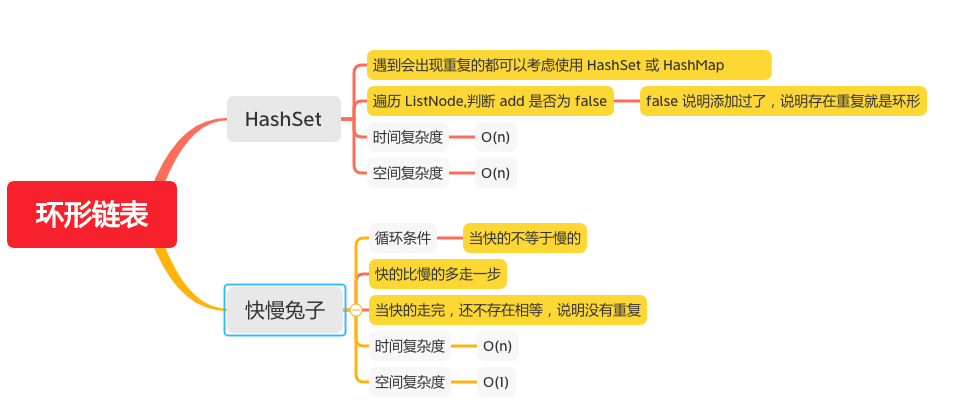 环形链表
HashSet
遇到会出现重复的都可以考虑使用 HashSet 或 HashMap
遍历 ListNode,判断 add 是否为 false
false 说明添加过了，说明存在重复就是环形
时间复杂度
O(n)
空间复杂度
O(n)
快慢兔子
循环条件
当快的不等于慢的
快的比慢的多走一步
当快的走完，还不存在相等，说明没有重复
时间复杂度
O(n)
空间复杂度
O(1)